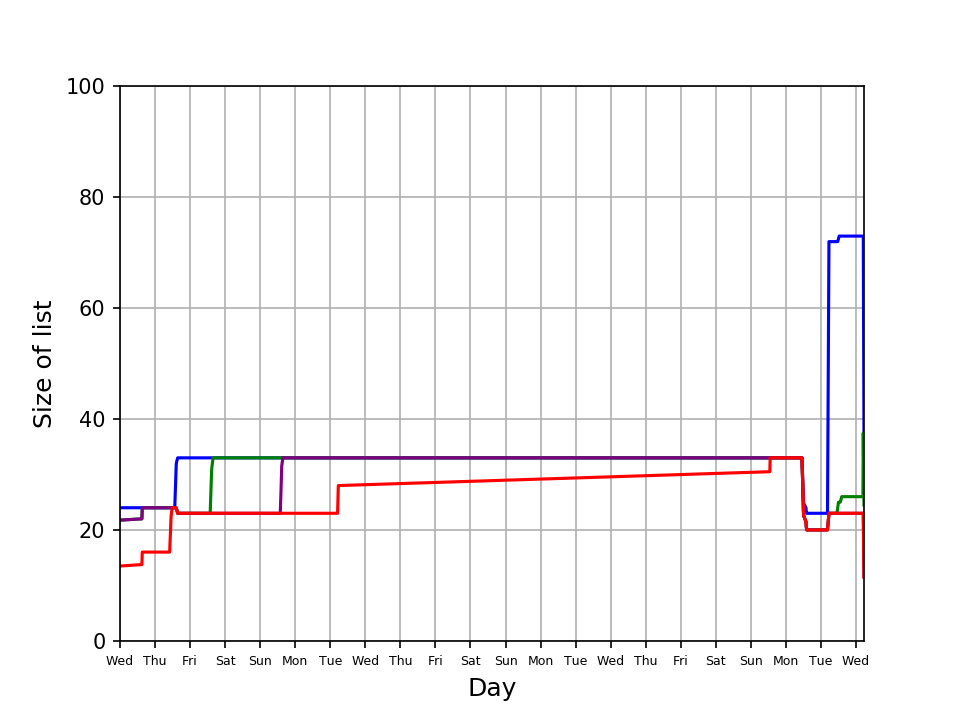 100
80
60
40
20
0
Size of list
Wed Thu Fri Sat Sun Mon Tue Wed Thu Fri Sat Sun Mon Tue Wed Thu Fri Sat Sun Mon Tue Wed
Day